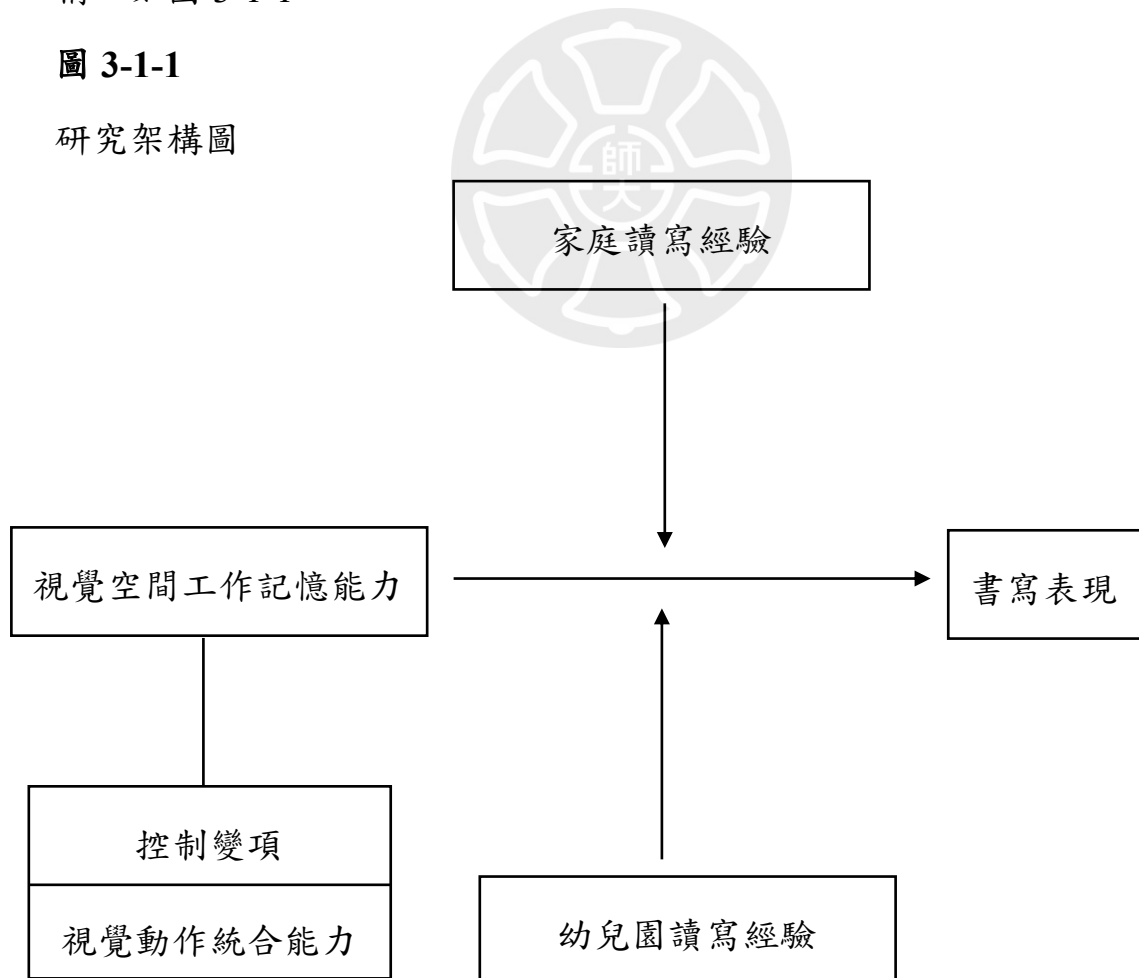 圖 3-1-1
研究架構圖
師大
家庭讀寫經驗
視覺空間工作記憶能力
書寫表現
控制變項
視覺動作統合能力
幼兒園讀寫經驗